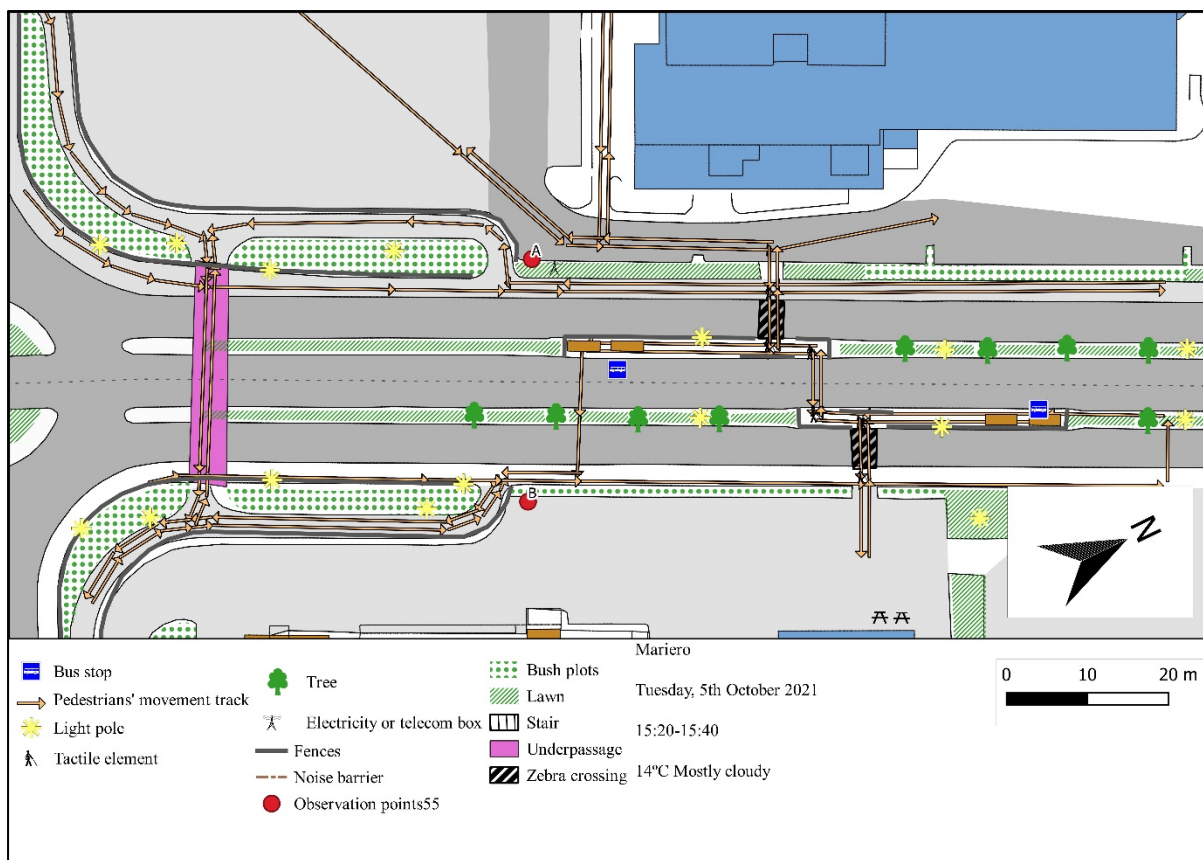 A
B
N
Bus stop
Pedestrians' movement track
Light pole
Tactile element
Tree
Electricity or telecom box
Fences
Noise barrier
Observation points55
Bush plots
Lawn
Stair
Underpassage
Zebra crossing
Mariero
Tuesday, 5th October 2021
15:20-15:40
14°C Mostly cloudy
0 10 20 m